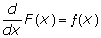 d/dx F(x) = f(x)